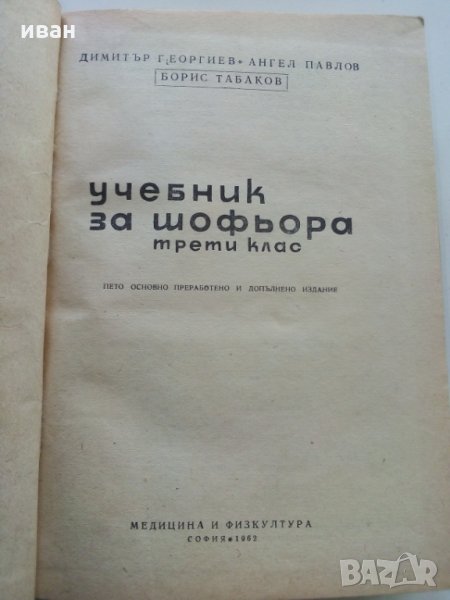 иван
ДИМИТЪР ГЕОРГИЕВ • АНГЕЛ ПАВЛОВ
БОРИС ТАБАКОВ
учебник
за шофьора
трети клас
ПЕТО ОСНОВНО ПРЕРАБОТЕНО И ДОПЪЛНЕНО ИЗДАНИЕ
МЕДИЦИНА И ФИЗКУЛТУРА
СОФИЯ • 1962
BAZAR